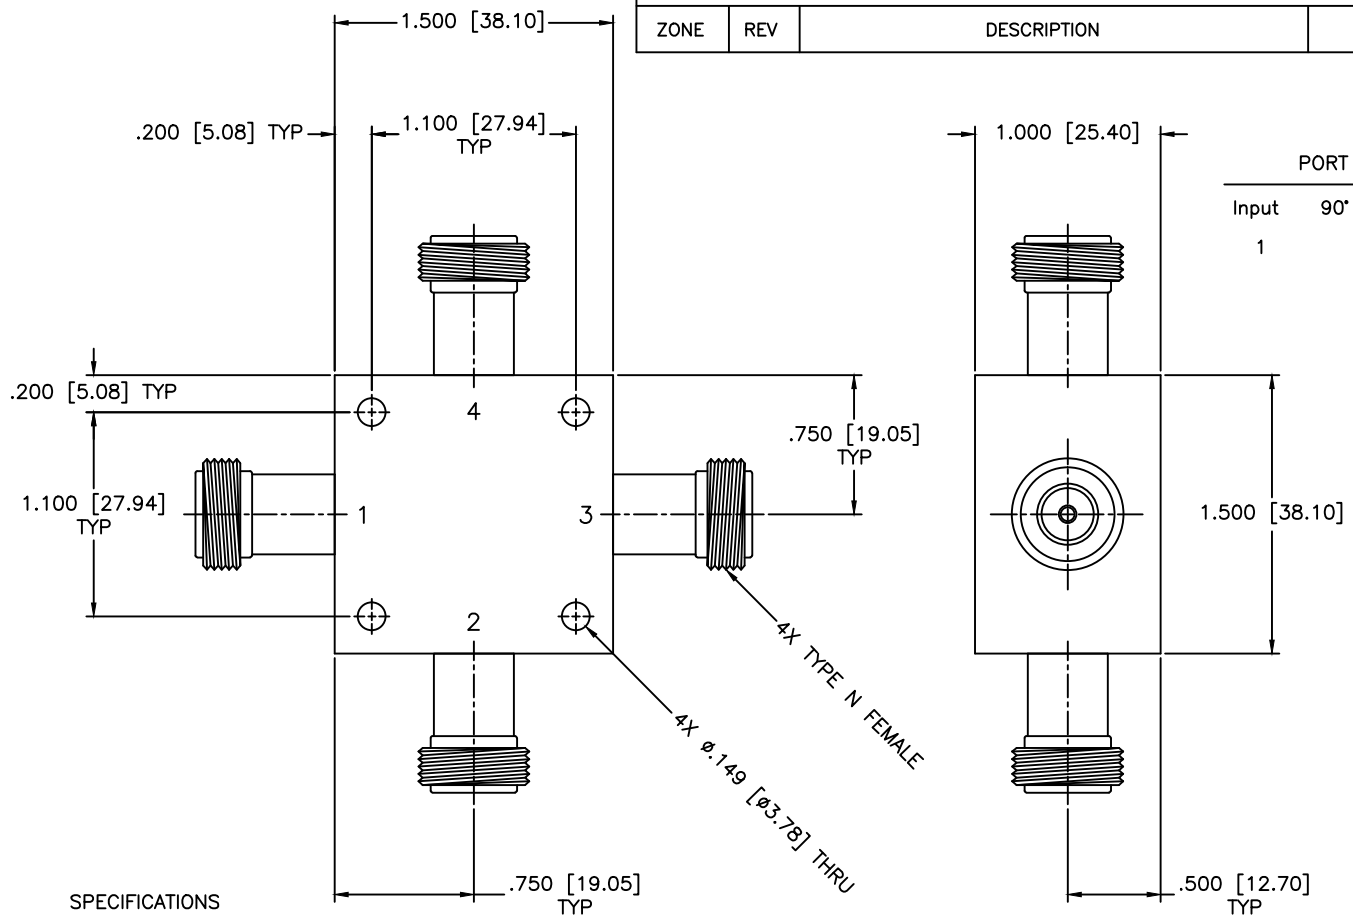 1.500 [38.10]
ZONE REV DESCRIPTION
.200 [5.08] TYP
1.100 [27.94]
TYP
1.000 [25.40]
PORT
Input 90°
1
.200 [5.08] TYP
4
.750 [19.05]
TYP
1.100 [27.94]
TYP
1
3
1.500 [38.10]
2
4X TYPE N FEMALE
4X ø.149 [ø3.78] THRU
.750 [19.05]
TYP
.500 [12.70]
TYP
SPECIFICATIONS